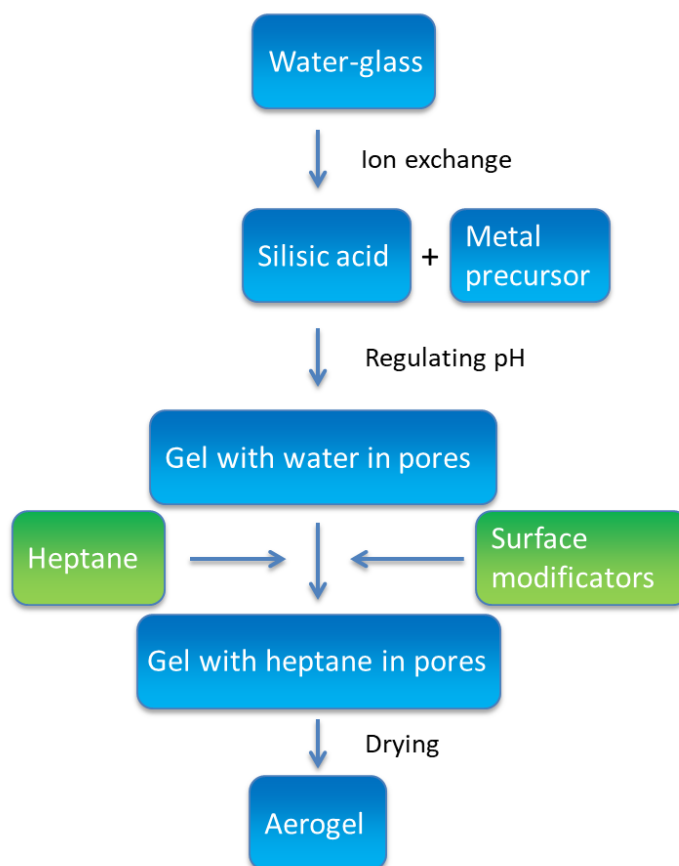 Water-glass
Ion exchange
Silisic acid
+
Metal
precursor
Regulating pH
Gel with water in pores
Heptane
Surface
modificators
Gel with heptane in pores
Drying
Aerogel